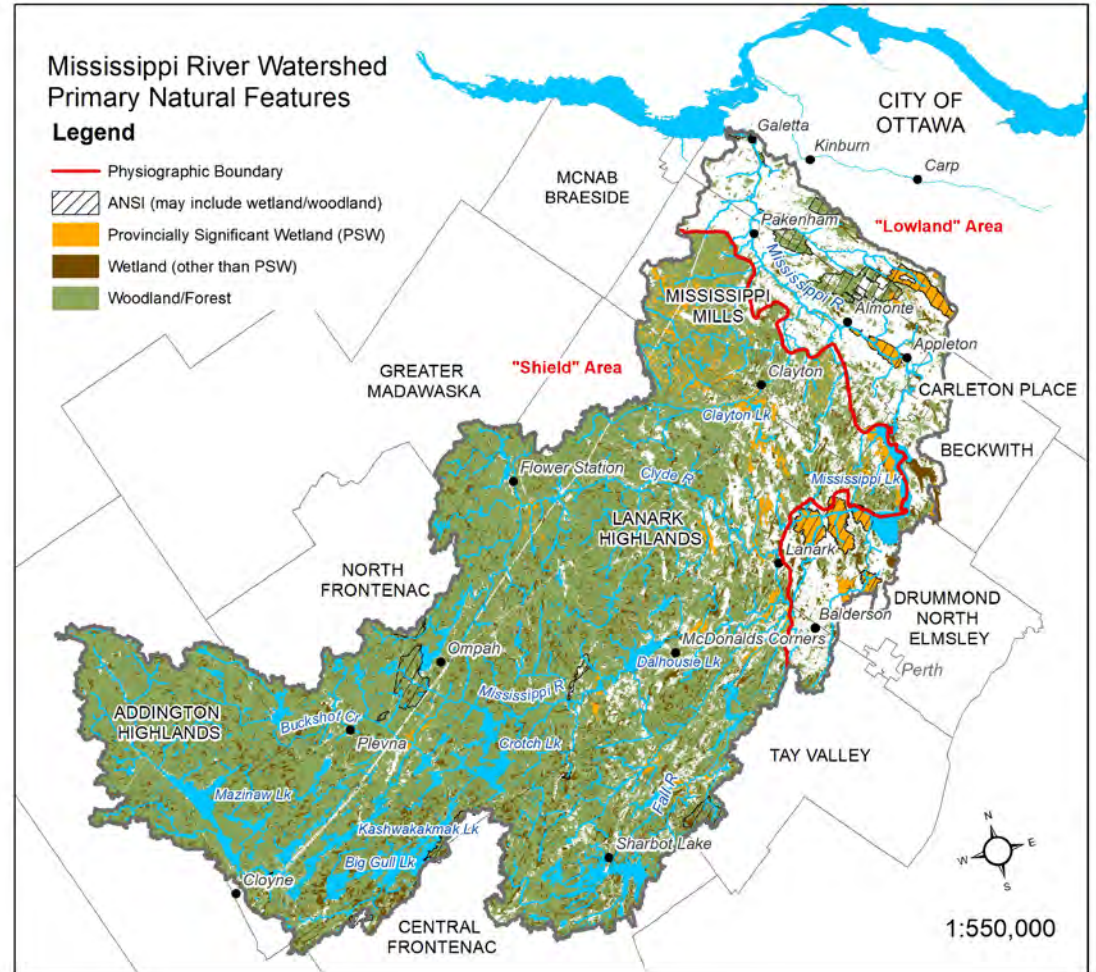 Mississippi River Watershed
Primary Natural Features
Legend
Physiographic Boundary
ANSI (may include wetland/woodland)
Provincially Significant Wetland (PSW)
Wetland (other than PSW)
Woodland/Forest
CITY OF
OTTAWA
Galetta
Kinburn
Carp
MCNAB
BRAESIDE
Pakenham
"Lowland" Area
Mississippi R
MISSISSIPPI
MILLS
Almonte
Appleton
GREATER
MADAWASKA
"Shield" Area
Clayton
CARLETON PLACE
Clayton Lk
BECKWITH
Flower Station
Clyde R
Mississippi Lk
LANARK
HIGHLANDS
Lanark
NORTH
FRONTENAC
DRUMMOND
NORTH
ELMSLEY
Balderson
McDonalds Corners
Perth
Ompah
Dalhousie Lk
Mississippi R
ADDINGTON
HIGHLANDS
Buckshot Cr
Plevna
Crotch Lk
TAY VALLEY
Mazinaw Lk
Fall R
Kashwakakmak Lk
Sharbot Lake
Big Gull Lk
Cloyne
CENTRAL
FRONTENAC
N
E
W
S
1:550,000